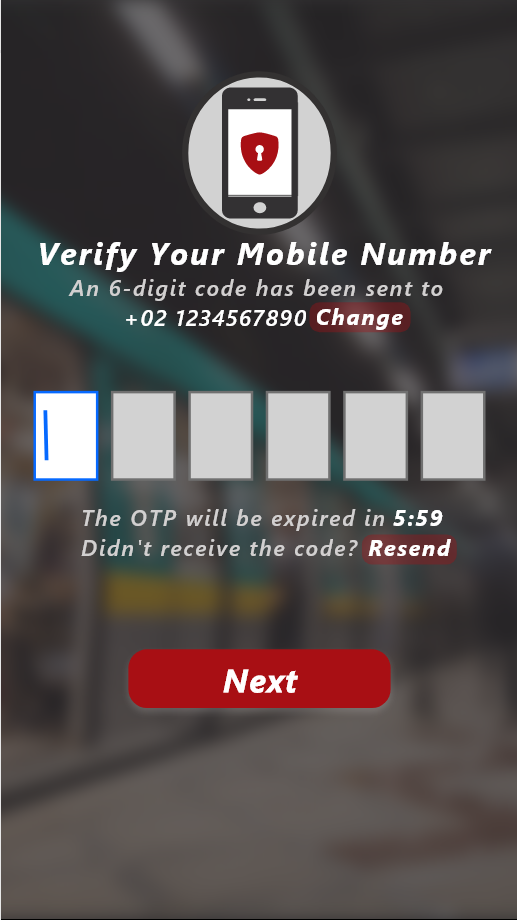 Verify Your Mobile Number
An 6-digit code has been sent to
+02 1234567890 Change
The OTP will be expired in 5:59
Didn't receive the code? Resend
Next